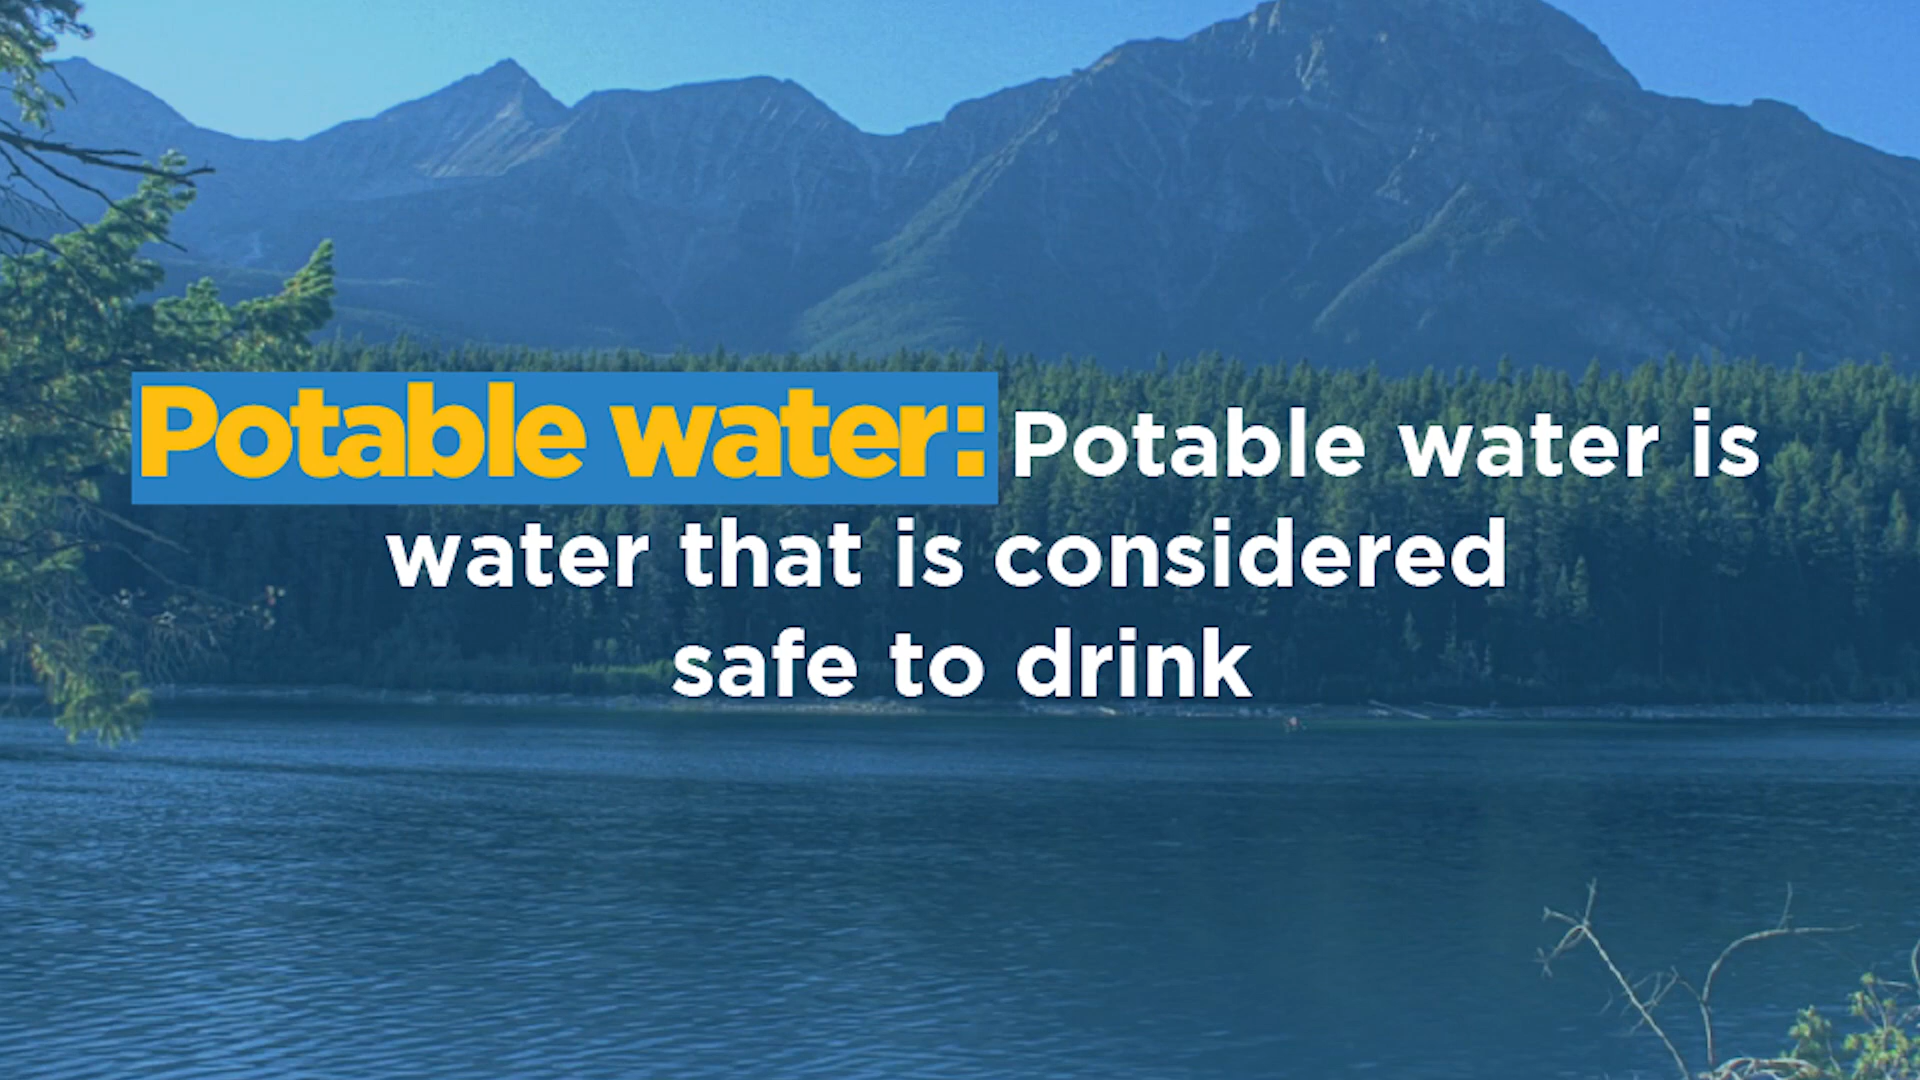 Potable water: Potable water is
water that is considered
safe to drink